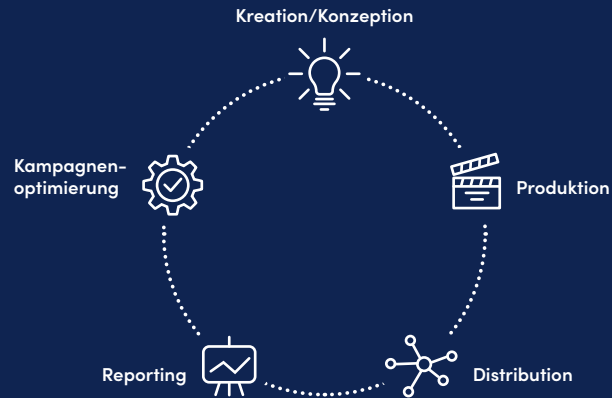 Kreation/Konzeption
Kampagnen-
optimierung
Produktion
Reporting
Distribution